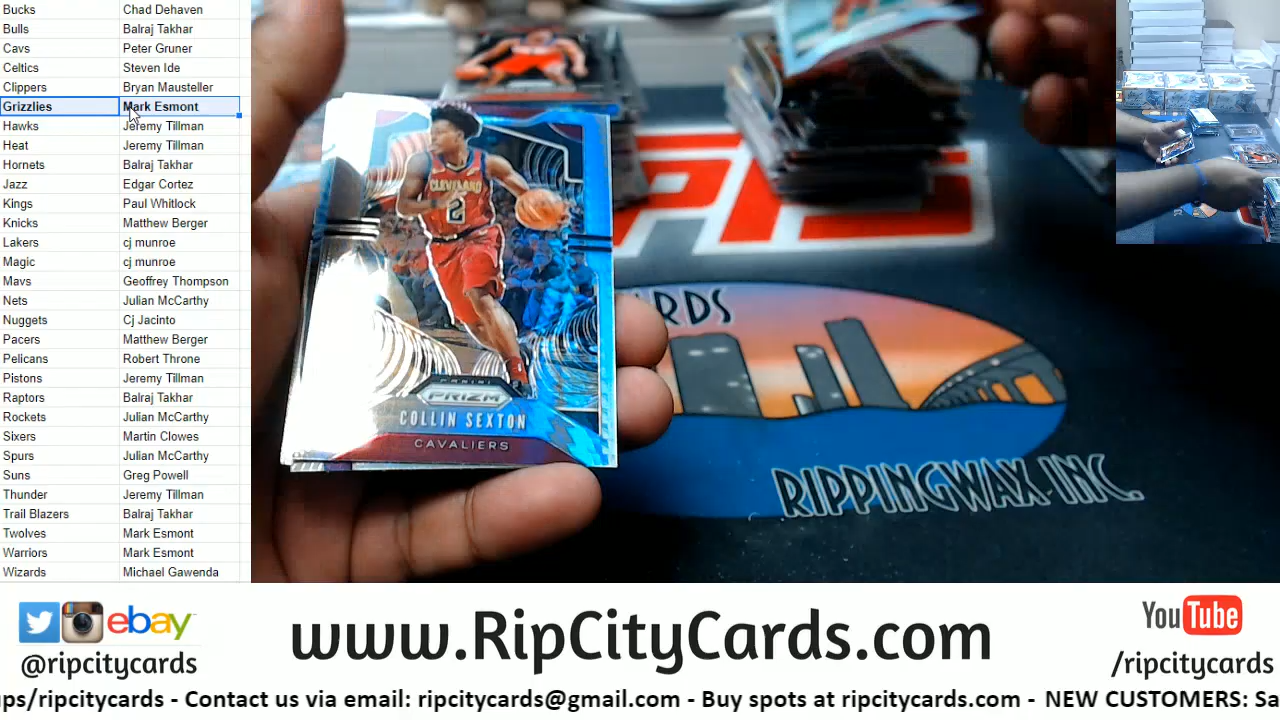 Bucks Chad Dehaven
Bulls Balraj Takhar
Cavs Peter Gruner
Celtics Steven Ide
Clippers Bryan Mausteller
Grizzlies Mark Esmont
Hawks Jeremy Tillman
Heat Jeremy Tillman
Hornets Balraj Takhar
Jazz Edgar Cortez
Kings Paul Whitlock
Knicks Matthew Berger
Lakers cj munroe
Magic cj munroe
Mavs Geoffrey Thompson
Nets Julian McCarthy
Nuggets Cj Jacinto
Pacers Matthew Berger
Pelicans Robert Throne
Pistons Jeremy Tillman
Raptors Balraj Takhar
Rockets Julian McCarthy
Sixers Martin Clowes
Spurs Julian McCarthy
Suns Greg Powell
Thunder Jeremy Tillman
Trail Blazers Balraj Takhar
Twolves Mark Esmont
Warriors Mark Esmont
Wizards Michael Gawenda
CLEVELAND
2
PANINI
PRIZM
COLLIN SEXTON
CAVALIERS
RIPPINGWAX INC.
ebay
@ripcitycards
www.RipCityCards.com
YouTube
/ripcitycards
ups/ripcitycards - Contact us via email: ripcitycards@gmail.com - Buy spots at ripcitycards.com - NEW CUSTOMERS: Sa